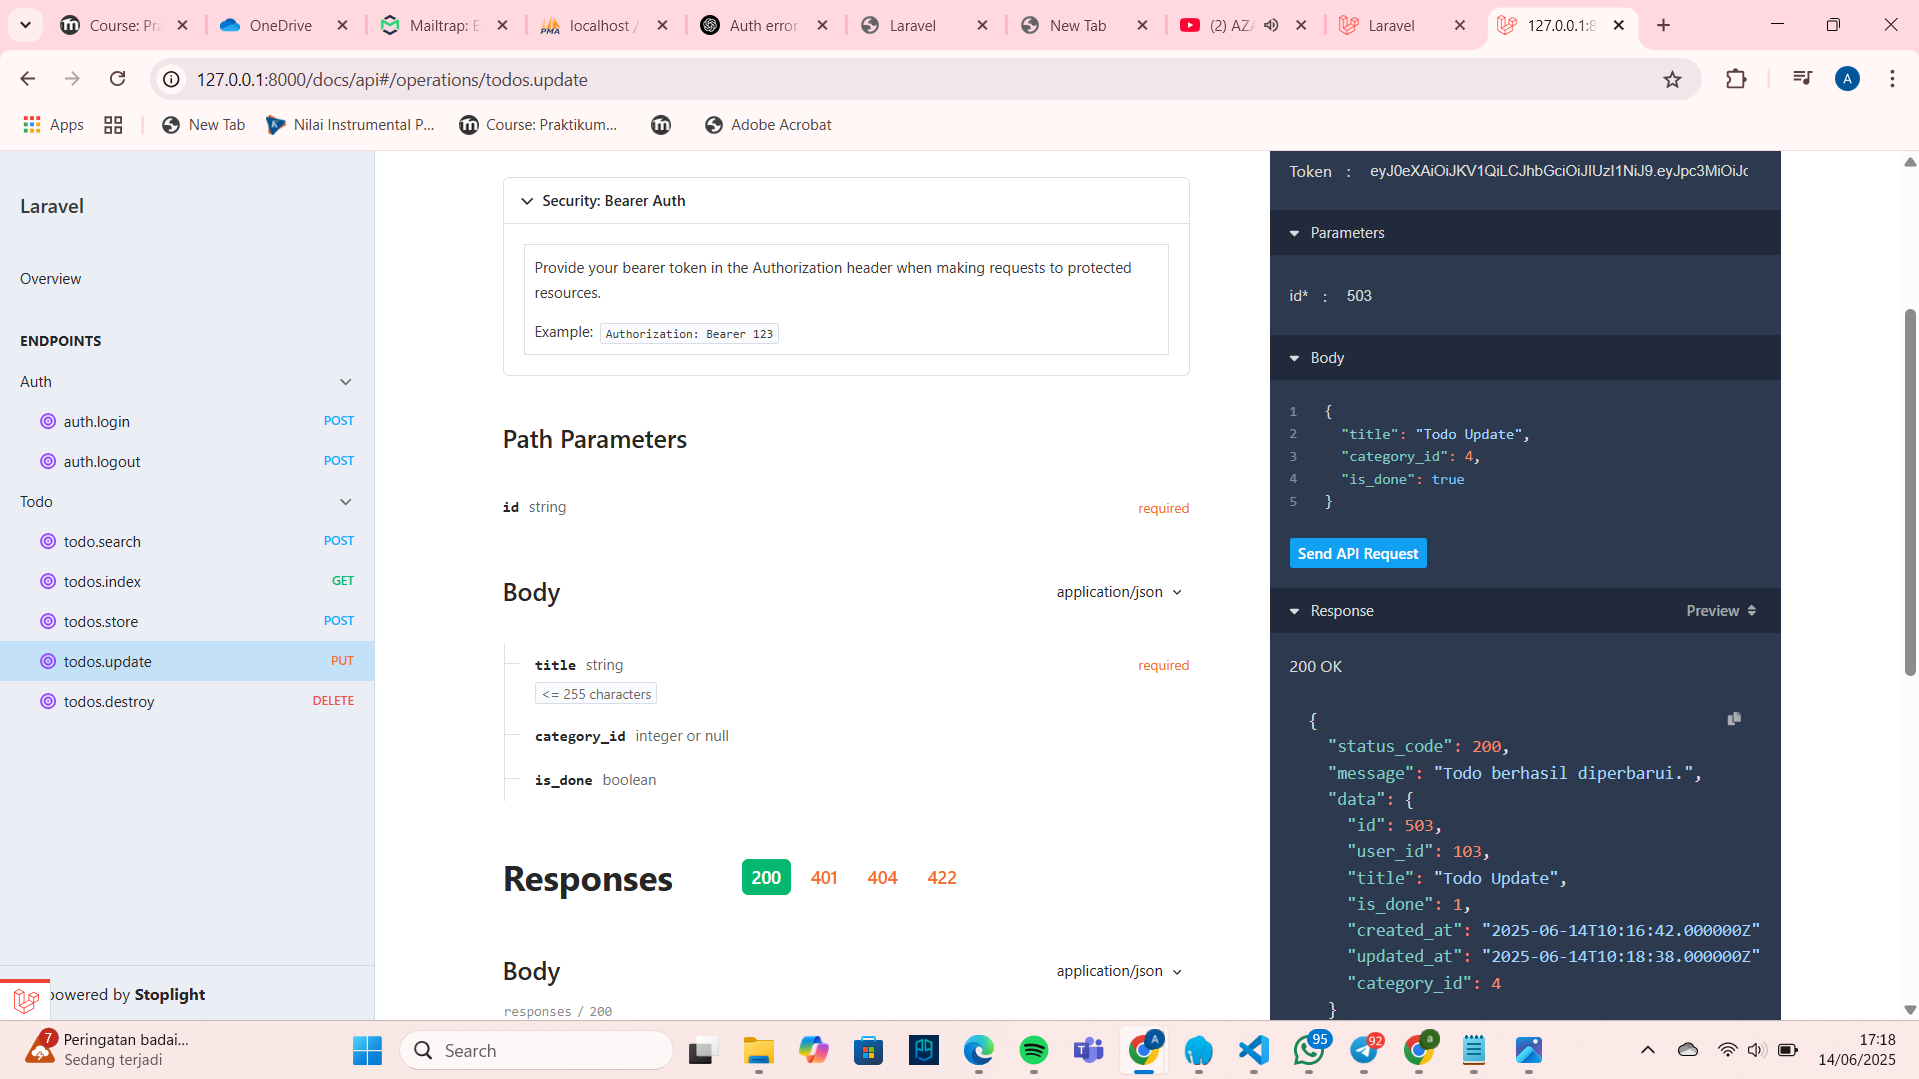 Course: Pra
OneDrive
Mailtrap: E
localhost /
Auth error
Laravel
New Tab
(2) AZA
Laravel
127.0.0.1:8
127.0.0.1:8000/docs/api#/operations/todos.update
A
Apps
New Tab
Nilai Instrumental P...
Course: Praktikum...
Adobe Acrobat
Laravel
Overview
ENDPOINTS
Auth
auth.login POST
auth.logout POST
Todo
todo.search POST
todos.index GET
todos.store POST
todos.update PUT
todos.destroy DELETE
powered by Stoplight
Security: Bearer Auth
Provide your bearer token in the Authorization header when making requests to protected
resources.
Example: Authorization: Bearer 123
Path Parameters
id string required
Body application/json
title string required
<= 255 characters
category_id integer or null
is_done boolean
Responses 200 401 404 422
Body application/json
responses / 200
Token : eyJ0eXAiOiJKV1QiLCJhbGciOiJIUzI1NiJ9.eyJpc3MiOiJc
Parameters
id* : 503
Body
1 {
2 "title": "Todo Update",
3 "category_id": 4,
4 "is_done": true
5 }
Send API Request
Response Preview
200 OK
{
"status_code": 200,
"message": "Todo berhasil diperbarui.",
"data": {
"id": 503,
"user_id": 103,
"title": "Todo Update",
"is_done": 1,
"created_at": "2025-06-14T10:16:42.000000Z"
"updated_at": "2025-06-14T10:18:38.000000Z"
"category_id": 4
}
7
Peringatan badai...
Sedang terjadi
Search
A
95
92
a
17:18
14/06/2025